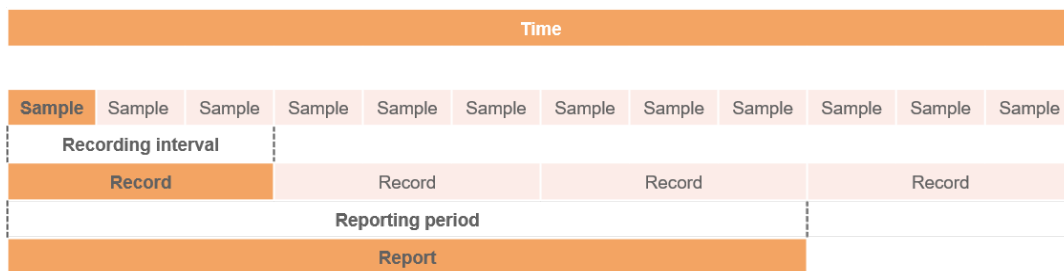 Time
Sample Sample Sample Sample Sample Sample Sample Sample Sample Sample Sample Sample
Recording interval
Record Record Record Record
Reporting period
Report